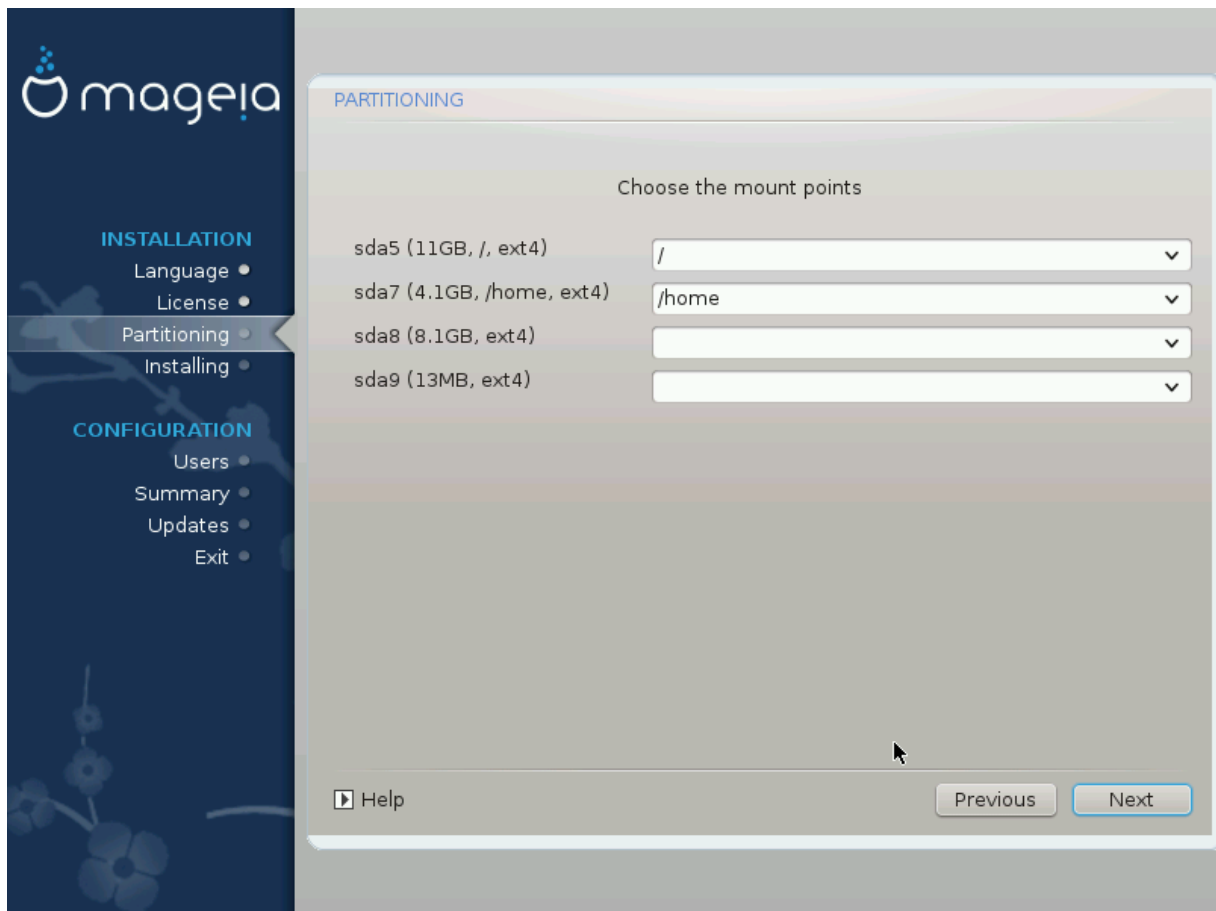 mageia
INSTALLATION
Language
License
Partitioning
Installing
CONFIGURATION
Users
Summary
Updates
Exit
PARTITIONING
Choose the mount points
sda5 (11GB, /, ext4) /
sda7 (4.1GB, /home, ext4) /home
sda8 (8.1GB, ext4)
sda9 (13MB, ext4)
Help Previous Next